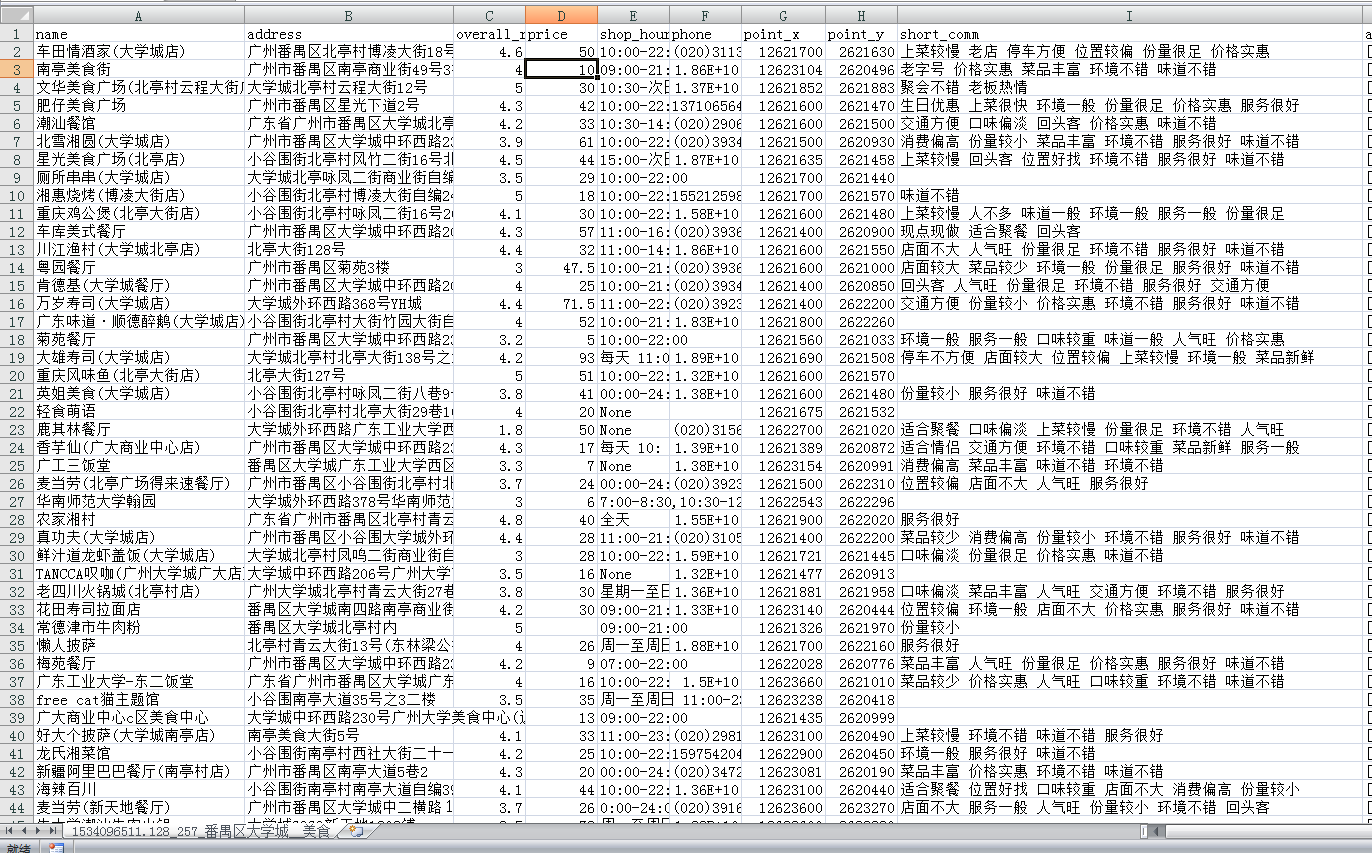 A B C D E F G H I
1 name address overall_r price shop_hour phone point_x point_y short_comm a
2 车田情酒家(大学城店) 广州番禺区北亭村博凌大街18号 4.6 50 10:00-22: (020)3113 12621700 2621630 上菜较慢 老店 停车方便 位置较偏 份量很足 价格实惠
3 南亭美食街 广州市番禺区南亭商业街49号3 4 10 09:00-21: 1.86E+10 12623104 2620496 老字号 价格实惠 菜品丰富 环境不错 味道不错
4 文华美食广场(北亭村云程大街 大学城北亭村云程大街12号 5 30 10:30-次日 1.37E+10 12621852 2621883 聚会不错 老板热情
5 肥仔美食广场 广州市番禺区星光下道2号 4.3 42 10:00-22: 137106564 12621600 2621470 生日优惠 上菜很快 环境一般 份量很足 价格实惠 服务很好
6 潮汕餐馆 广东省广州市番禺区大学城北亭 4.2 33 10:30-14: (020)2906 12621600 2621500 交通方便 口味偏淡 回头客 价格实惠 味道不错
7 北雪湘圆(大学城店) 广州市番禺区大学城中环西路23 3.9 61 10:00-22: (020)3934 12621500 2620930 消费偏高 份量较小 菜品丰富 环境不错 服务很好 味道不错
8 星光美食广场(北亭店) 小谷围街北亭村风竹二街16号北 4.5 44 15:00-次日 1.87E+10 12621635 2621458 上菜较慢 回头客 位置好找 环境不错 服务很好 味道不错
9 厕所串串(大学城店) 大学城北亭咏凤二街商业街自编 3.5 29 10:00-22:00 12621700 2621440
10 湘惠烧烤(博凌大街店) 小谷围街北亭村博凌大街自编24 5 18 10:00-22: 155212598 12621700 2621570 味道不错
11 重庆鸡公煲(北亭大街店) 小谷围街北亭村咏凤二街16号20 4.1 30 10:00-22: 1.58E+10 12621600 2621480 上菜较慢 人不多 味道一般 环境一般 服务一般 份量很足
12 车库美式餐厅 广州市番禺区大学城中环西路20 4.3 57 11:00-16: (020)3936 12621400 2620900 现点现做 适合聚餐 回头客
13 川江渔村(大学城北亭店) 北亭大街128号 4.4 32 11:00-14: 1.86E+10 12621600 2621550 店面不大 人气旺 份量很足 环境不错 服务很好 味道不错
14 粤园餐厅 广州市番禺区菊苑3楼 3 47.5 10:00-21: (020)3936 12621600 2621000 店面较大 菜品较少 环境一般 份量很足 服务很好 味道不错
15 肯德基(大学城餐厅) 广州市番禺区大学城中环西路20 4 25 10:00-21: (020)3934 12621400 2620850 回头客 人气旺 份量很足 环境不错 服务很好 交通方便
16 万岁寿司(大学城店) 大学城外环西路368号YH城 4.4 71.5 11:00-22: (020)3923 12621400 2622200 交通方便 份量较小 价格实惠 环境不错 服务很好 味道不错
17 广东味道·顺德醉鹅(大学城店) 小谷围街北亭村大街竹园大街自 4 52 10:00-21: 1.83E+10 12621800 2622260
18 菊苑餐厅 3.2 5 10:00-22:00 12621560 2621033 环境一般 服务一般 口味较重 味道一般 人气旺 价格实惠
19 大雄寿司(大学城店) 大学城北亭村北亭大街138号之 4.2 93 每天 11:0 1.89E+10 12621690 2621508 停车不方便 店面较大 位置较偏 上菜较慢 环境一般 菜品新鲜
20 重庆风味鱼(北亭大街店) 北亭大街127号 5 51 10:00-22: 1.32E+10 12621600 2621570
21 英姐美食(大学城店) 小谷围街北亭村咏凤二街八巷9 3.8 41 00:00-24: 1.38E+10 12621600 2621480 份量较小 服务很好 味道不错
22 轻食萌语 小谷围街北亭村北亭大街29巷1 4 20 None 12621675 2621532
23 鹿其林餐厅 大学城外环西路广东工业大学西 1.8 50 None (020)3156 12622700 2621020 适合聚餐 口味偏淡 上菜较慢 份量很足 环境不错 人气旺
24 香芋仙(广大商业中心店) 广州市番禺区大学城中环西路23 4.3 17 每天 10: 1.39E+10 12621389 2620872 适合情侣 交通方便 环境不错 口味较重 菜品新鲜 服务一般
25 广工三饭堂 番禺区大学城广东工业大学西区 3.3 7 None 1.38E+10 12623154 2620991 消费偏高 菜品丰富 味道不错 环境不错
26 麦当劳(北亭广场得来速餐厅) 广州市番禺区小谷围街北亭村北 3.7 24 00:00-24: (020)3923 12621500 2622310 位置较偏 店面不大 人气旺 服务很好
27 华南师范大学翰园 大学城外环西路378号华南师范 3 6 7:00-8:30,10:30-12 12622543 2622296
28 农家湘村 广东省广州市番禺区北亭村青云 4.8 40 全天 1.55E+10 12621900 2622020 服务很好
29 真功夫(大学城店) 广州市番禺区小谷围大学城外环 4.4 28 11:00-21: (020)3105 12621400 2622200 菜品较少 消费偏高 份量较小 环境不错 服务很好 味道不错
30 鲜汁道龙虾盖饭(大学城店) 大学城北亭村凤鸣二街商业街自 3 28 10:00-22: 1.59E+10 12621721 2621445 口味偏淡 份量很足 价格实惠 味道不错
31 TANCCA叹咖(广州大学城广大店 大学城中环西路206号广州大学 3.5 16 None 1.32E+10 12621477 2620913
32 老四川火锅城(北亭村店) 广州大学城北亭村青云大街27巷 3.8 30 星期一至日 1.36E+10 12621881 2621958 口味偏淡 菜品丰富 人气旺 交通方便 环境不错 服务很好
33 花田寿司拉面店 番禺区大学城南四路南亭商业街 4.2 30 09:00-21: 1.33E+10 12623140 2620444 位置较偏 环境一般 店面不大 价格实惠 服务很好 味道不错
34 常德津市牛肉粉 番禺区大学城北亭村内 5 09:00-21:00 12621326 2621970 份量较小
35 懒人披萨 北亭村青云大街13号(东林梁公 4 26 周一至周日 1.88E+10 12621700 2622160 服务很好
36 梅苑餐厅 广州市番禺区大学城中环西路23 4.2 9 07:00-22:00 12622028 2620776 菜品丰富 人气旺 份量很足 价格实惠 服务很好 味道不错
37 广东工业大学-东二饭堂 广东省广州市番禺区大学城广东 4 16 10:00-22: 1.5E+10 12623660 2621010 菜品较少 价格实惠 人气旺 口味较重 环境不错 味道不错
38 free cat猫主题馆 小谷围南亭大道35号之3二楼 3.5 35 周一至周日 11:00-23 12623238 2620418
39 广大商业中心c区美食中心 大学城中环西路230号广州大学美食中心( 13 09:00-22:00 12621435 2620999
40 好大个披萨(大学城南亭店) 南亭美食大街5号 4.1 33 11:00-23: (020)2981 12623100 2620490 上菜较慢 环境不错 味道不错 服务很好
41 龙氏湘菜馆 小谷围街南亭村西社大街二十一 4.2 25 10:00-22: 159754204 12622900 2620450 环境一般 服务很好 味道不错
42 新疆阿里巴巴餐厅(南亭村店) 广州市番禺区南亭大道5巷2 4.3 20 00:00-24: (020)3472 12623081 2620190 菜品丰富 价格实惠 环境不错 味道不错
43 海辣百川 小谷围街南亭村南亭大道自编39 4.1 44 10:00-22: 1.36E+10 12623100 2620440 适合聚餐 位置好找 口味较重 店面不大 消费偏高 份量较小
44 麦当劳(新天地餐厅) 广州市番禺区大学城中二横路1 3.7 26 0:00-24:0 (020)3916 12623600 2623270 店面不大 服务一般 人气旺 份量较小 环境不错 回头客
1534096511.128_257_番禺区大学城__美食
就绪